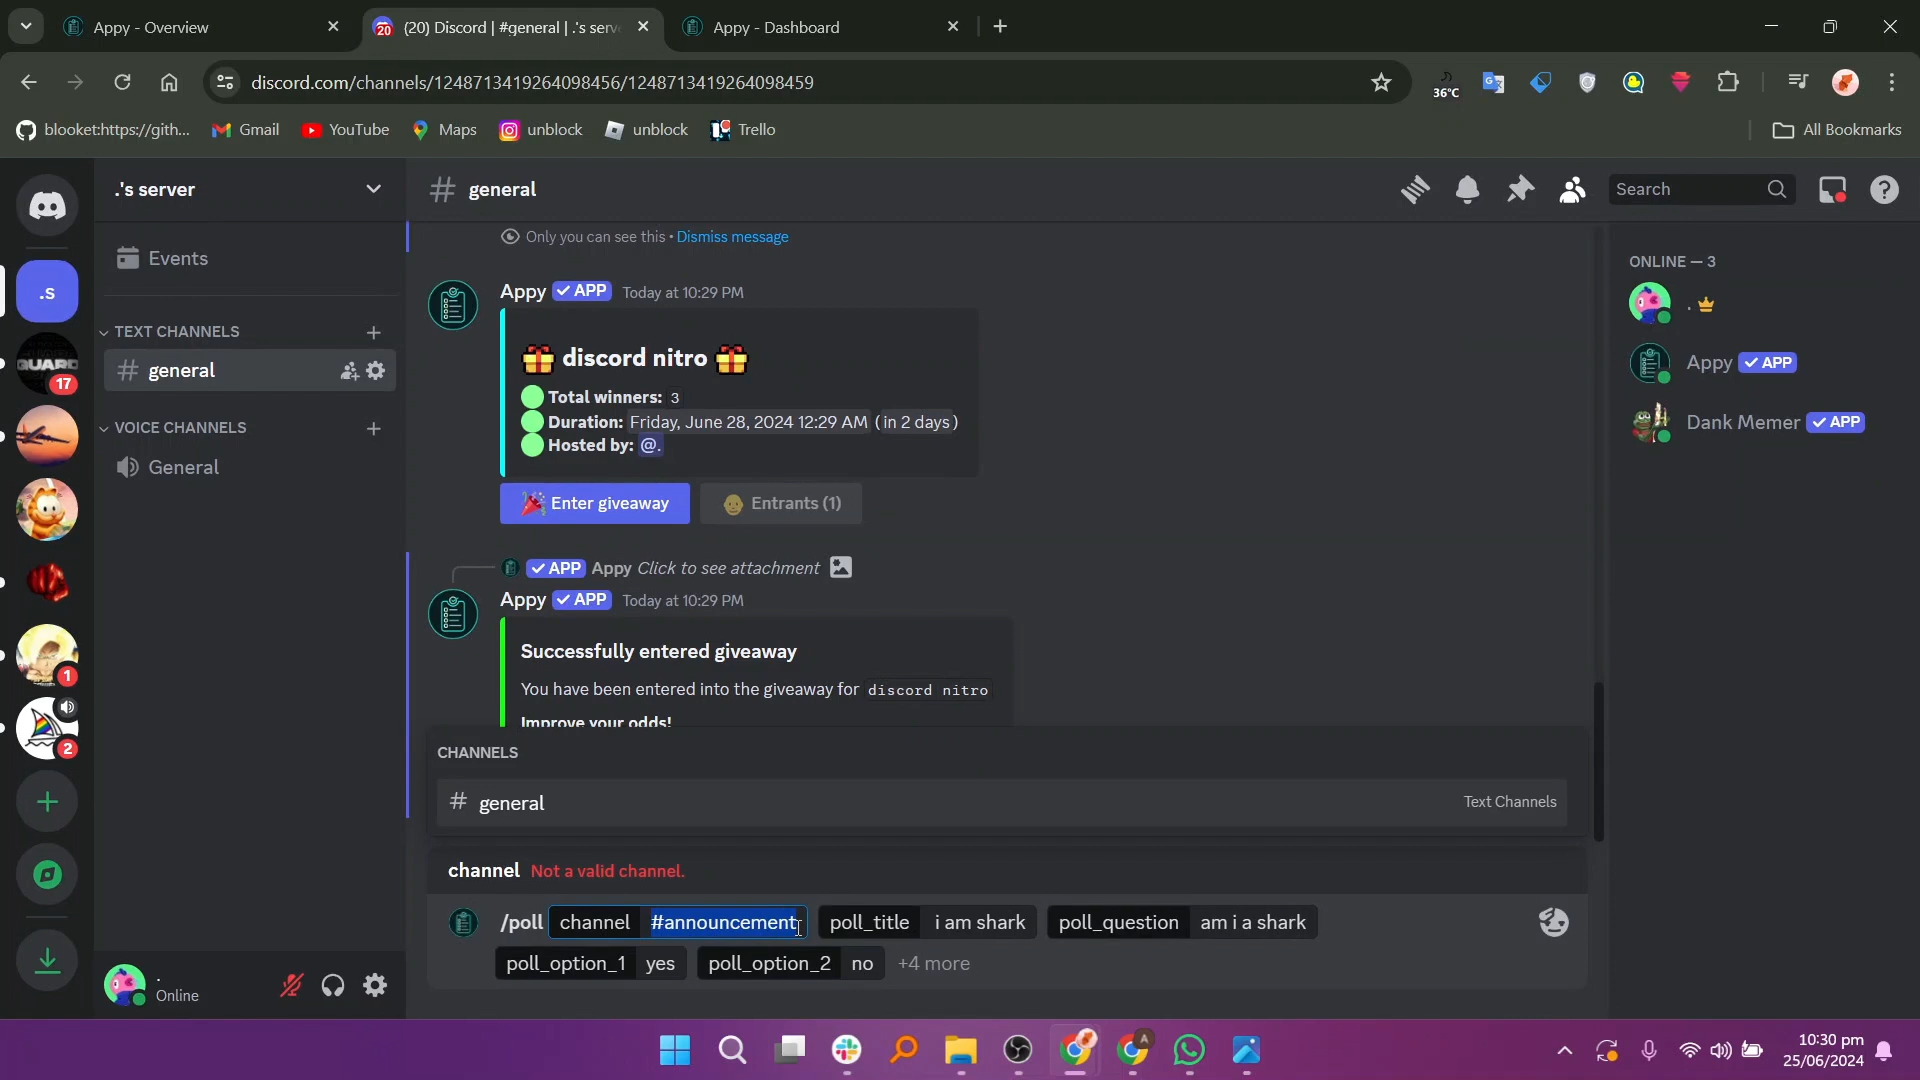 Appy - Overview
(20) Discord | #general | .'s serv
Appy - Dashboard
discord.com/channels/1248713419264098456/1248713419264098459
36°C
blooket:https://gith...
Gmail
YouTube
Maps
unblock
unblock
Trello
All Bookmarks
.'s server
general
Search
Events
.s
TEXT CHANNELS
general
17
VOICE CHANNELS
General
1
2
.
Online
Only you can see this • Dismiss message
Appy APP Today at 10:29 PM
discord nitro
Total winners: 3
Duration: Friday, June 28, 2024 12:29 AM (in 2 days)
Hosted by: @.
Enter giveaway
Entrants (1)
APP Appy Click to see attachment
Appy APP Today at 10:29 PM
Successfully entered giveaway
You have been entered into the giveaway for discord nitro
Improve your odds!
CHANNELS
# general
Text Channels
channel Not a valid channel.
/poll channel #announcement poll_title i am shark poll_question am i a shark
poll_option_1 yes poll_option_2 no +4 more
ONLINE — 3
.
Appy APP
Dank Memer APP
10:30 pm
25/06/2024